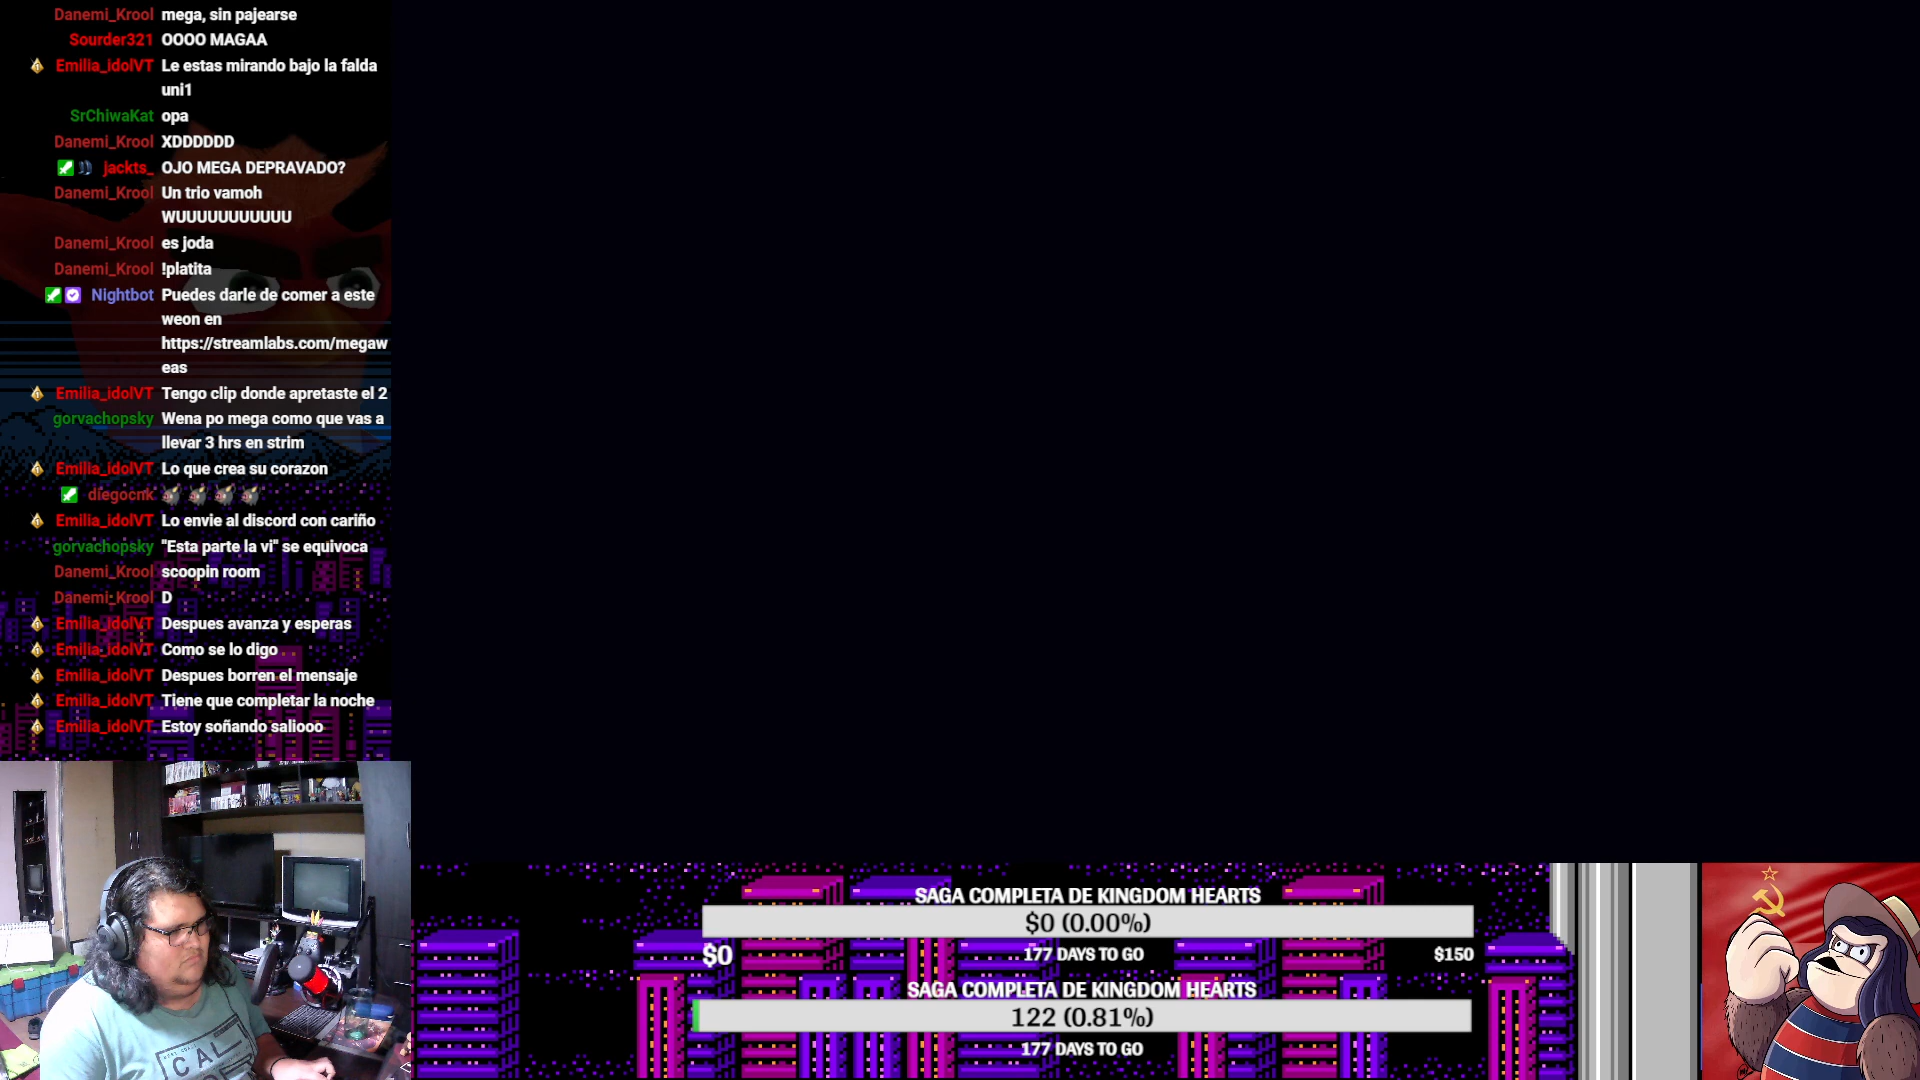 Danemi_Krool mega, sin pajearse
Sourder321 OOOO MAGAA
Emilia_idolVT Le estas mirando bajo la falda
uni1
SrChiwaKat opa
Danemi_Krool XDDDDDD
jackts_ OJO MEGA DEPRAVADO?
Danemi_Krool Un trio vamoh
WUUUUUUUUUUU
Danemi_Krool es joda
Danemi_Krool !platita
Nightbot Puedes darle de comer a este
weon en
https://streamlabs.com/megaw
eas
Emilia_idolVT Tengo clip donde apretaste el 2
gorvachopsky Wena po mega como que vas a
llevar 3 hrs en strim
Emilia_idolVT Lo que crea su corazon
diegocnk
Emilia_idolVT Lo envie al discord con cariño
gorvachopsky "Esta parte la vi" se equivoca
Danemi_Krool scoopin room
Danemi_Krool D
Emilia_idolVT Despues avanza y esperas
Emilia_idolVT Como se lo digo
Emilia_idolVT Despues borren el mensaje
Emilia_idolVT Tiene que completar la noche
Emilia_idolVT Estoy soñando saliooo
SAGA COMPLETA DE KINGDOM HEARTS
$0 (0.00%)
$0 177 DAYS TO GO $150
SAGA COMPLETA DE KINGDOM HEARTS
122 (0.81%)
177 DAYS TO GO
CAL